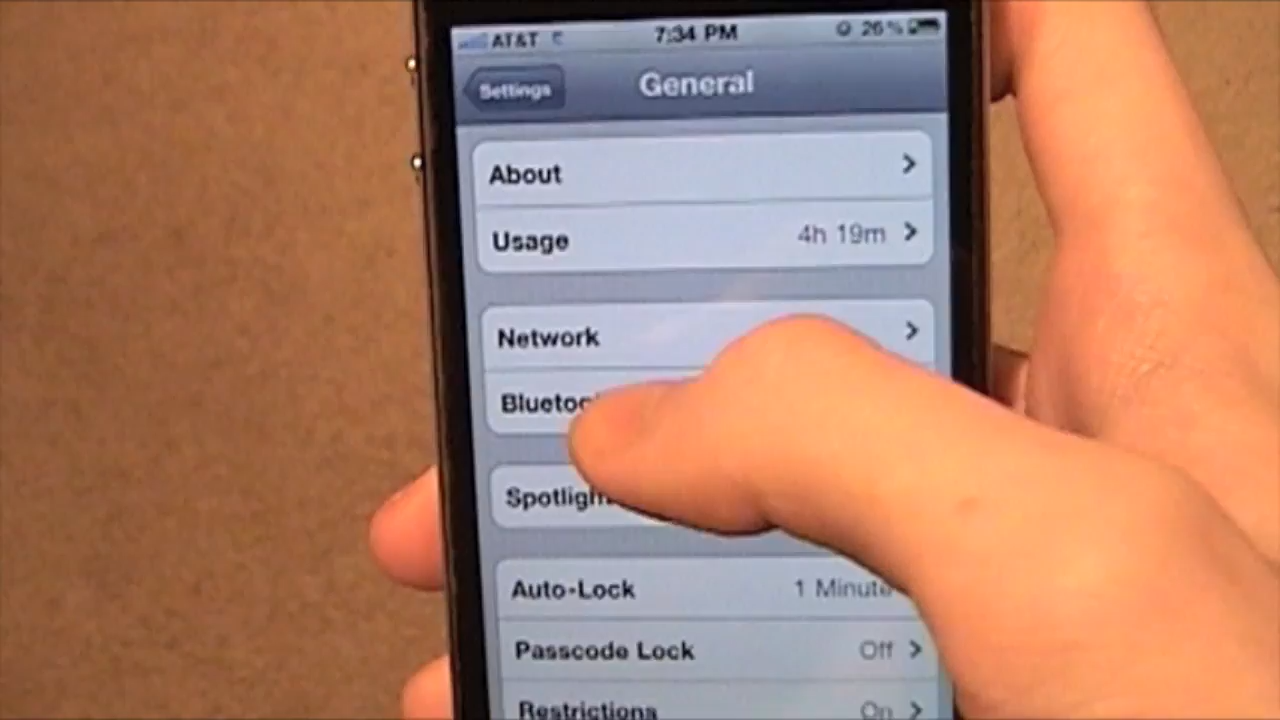 AT&T E 7:34 PM 26%
Settings General
About
Usage 4h 19m
Network
Bluetoo
Spotligh
Auto-Lock 1 Minute
Passcode Lock Off
Restrictions On